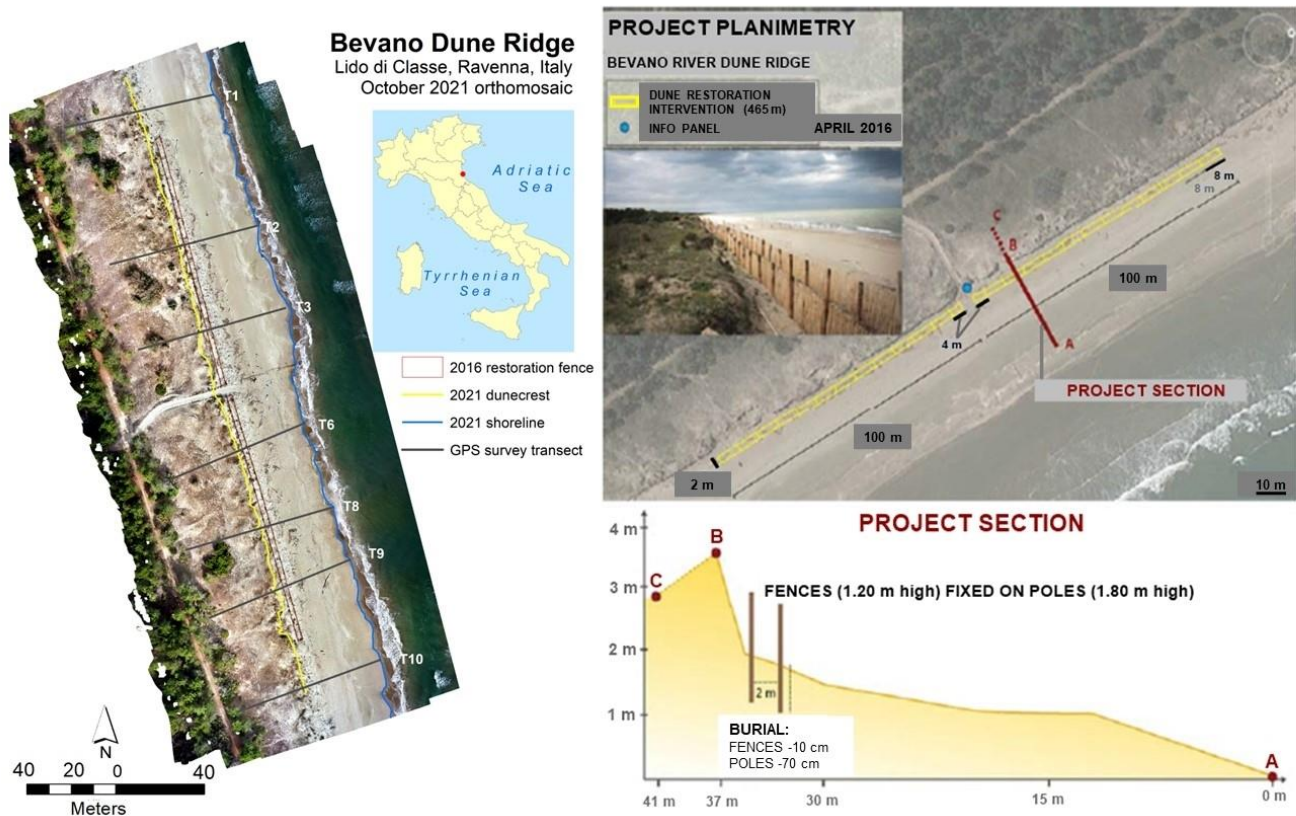 Bevano Dune Ridge
Lido di Classe, Ravenna, Italy
October 2021 orthomosaic
Adriatic
Sea
Tyrrhenian
Sea
2016 restoration fence
2021 dunecrest
2021 shoreline
GPS survey transect
T1
T2
T3
T6
T8
T9
T10
N
40 20 0 40
Meters
PROJECT PLANIMETRY
BEVANO RIVER DUNE RIDGE
DUNE RESTORATION
INTERVENTION (465 m)
INFO PANEL
APRIL 2016
8 m
8 m
C
B
100 m
4 m
A
PROJECT SECTION
100 m
2 m
10 m
PROJECT SECTION
4 m
B
3 m
C
FENCES (1.20 m high) FIXED ON POLES (1.80 m high)
2 m
2 m
1 m
BURIAL:
FENCES -10 cm
POLES -70 cm
A
41 m 37 m 30 m 15 m 0 m